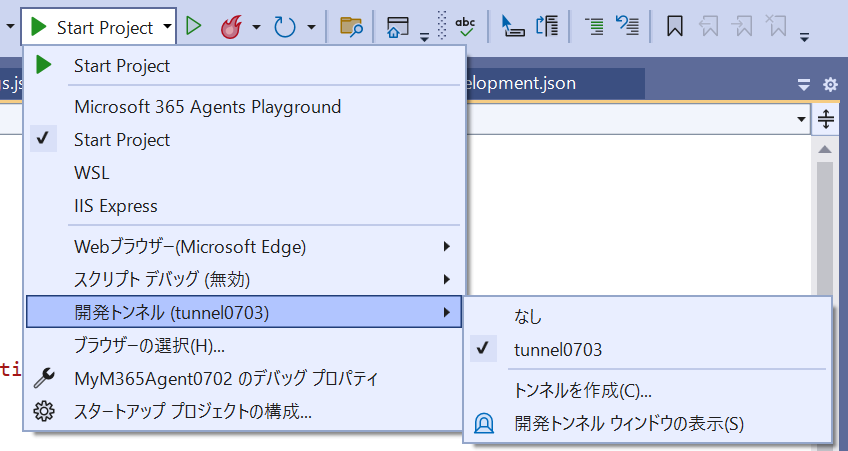 Start Project
abc
gs.js
elopment.json
Start Project
Microsoft 365 Agents Playground
Start Project
WSL
IIS Express
Webブラウザー(Microsoft Edge)
スクリプト デバッグ (無効)
開発トンネル (tunnel0703)
なし
ブラウザーの選択(H)...
tunnel0703
ti
MyM365Agent0702 のデバッグ プロパティ
トンネルを作成(C)...
スタートアップ プロジェクトの構成...
開発トンネル ウィンドウの表示(S)